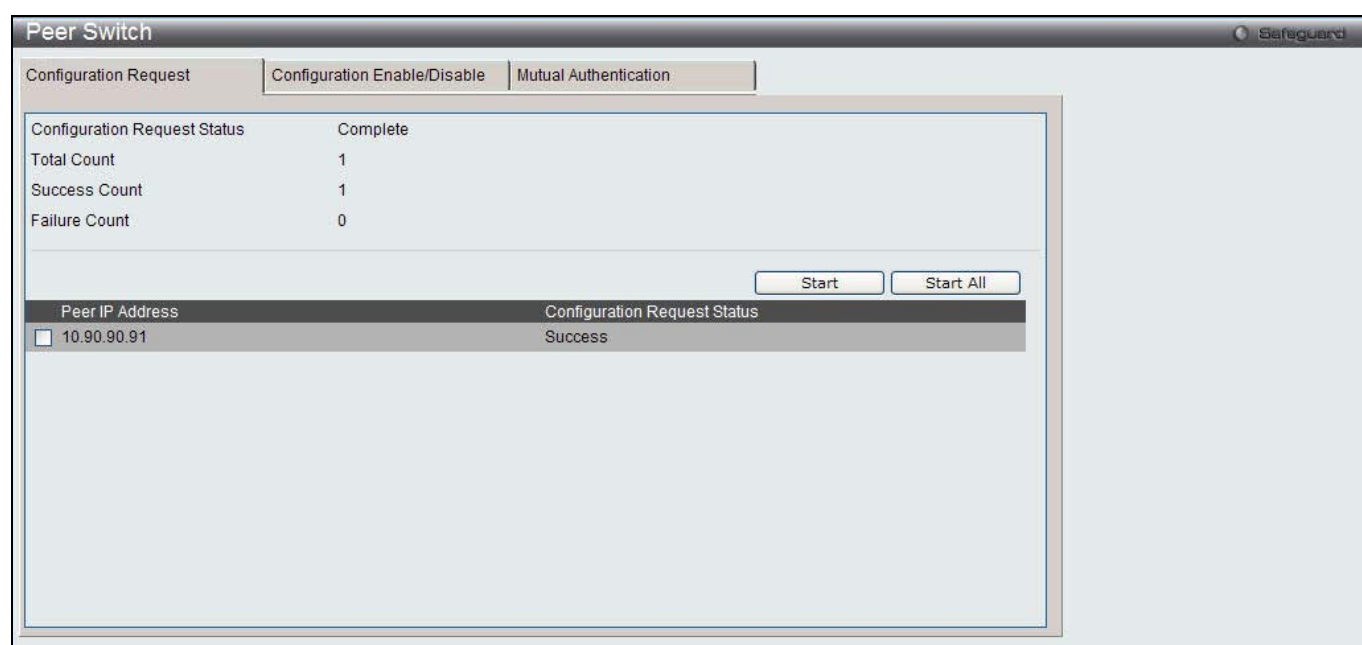 Peer Switch
Safeguard
Configuration Request Configuration Enable/Disable Mutual Authentication
Configuration Request Status Complete
Total Count 1
Success Count 1
Failure Count 0
Start Start All
Peer IP Address Configuration Request Status
10.90.90.91 Success